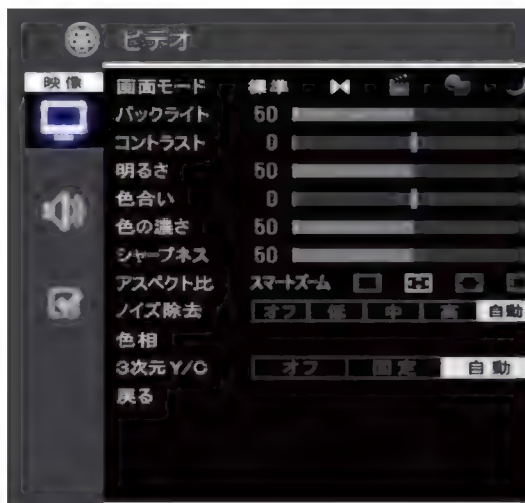 ビデオ
映像
画面モード 標準
バックライト 50
コントラスト 0
明るさ 50
色合い 0
色の濃さ 50
シャープネス 50
アスペクト比 スマートズーム
ノイズ除去 オフ 低 中 高 自動
色相
3次元Y/C オフ 固定 自動
戻る